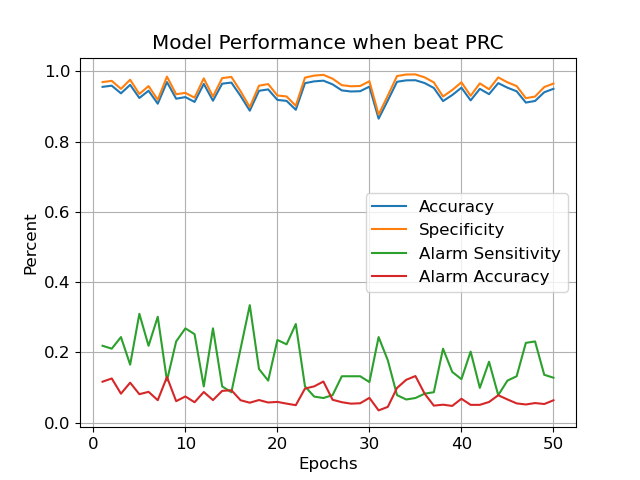 Model Performance when beat PRC
1.0
0.8
0.6
0.4
0.2
0.0
Percent
Accuracy
Specificity
Alarm Sensitivity
Alarm Accuracy
0 10 20 30 40 50
Epochs